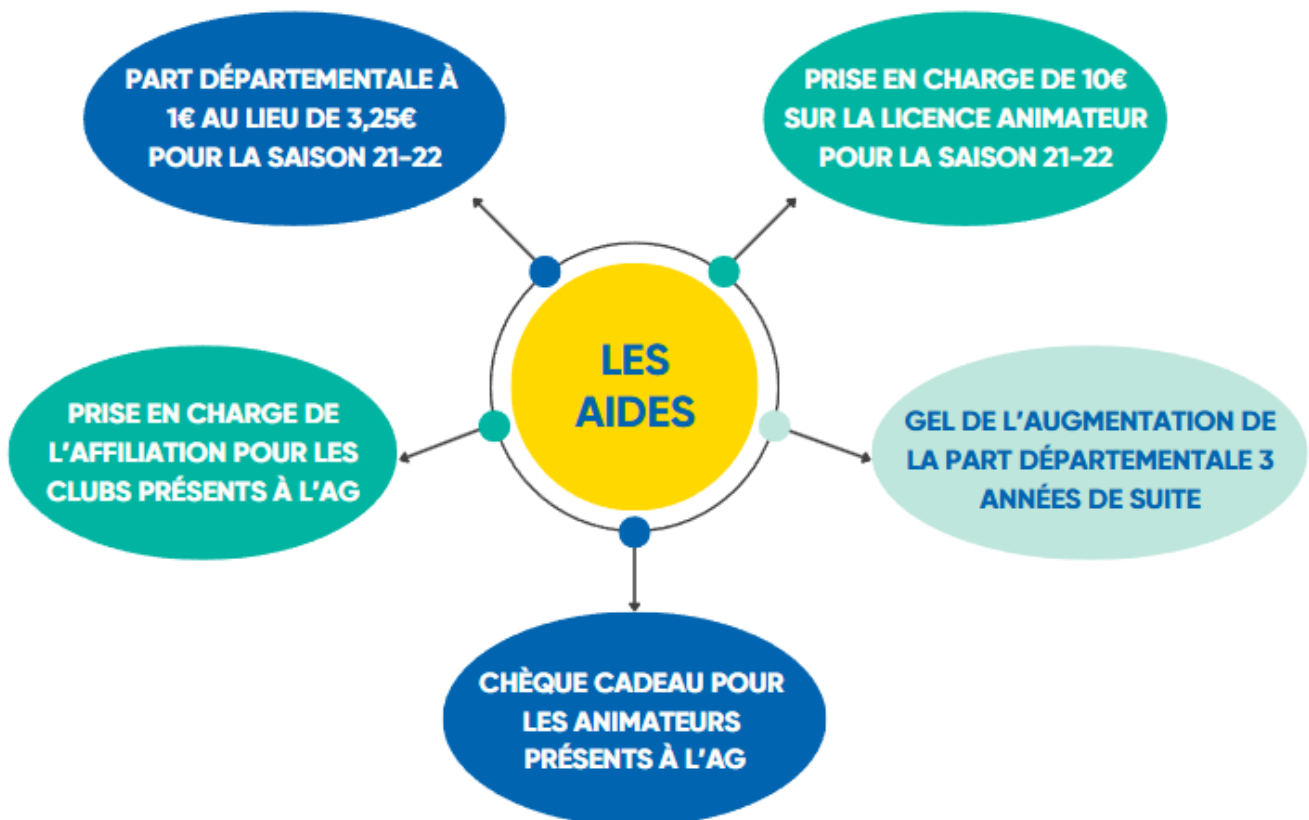 PART DÉPARTEMENTALE À
1€ AU LIEU DE 3,25€
POUR LA SAISON 21-22
PRISE EN CHARGE DE 10€
SUR LA LICENCE ANIMATEUR
POUR LA SAISON 21-22
LES
AIDES
PRISE EN CHARGE DE
L'AFFILIATION POUR LES
CLUBS PRÉSENTS À L'AG
GEL DE L'AUGMENTATION DE
LA PART DÉPARTEMENTALE 3
ANNÉES DE SUITE
CHÈQUE CADEAU POUR
LES ANIMATEURS
PRÉSENTS À L'AG